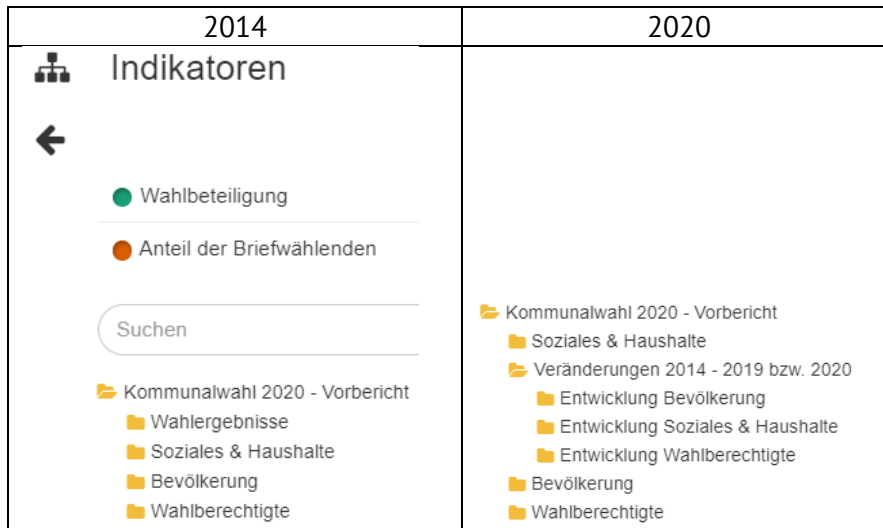 2014
2020
Indikatoren
Wahlbeteiligung
Anteil der Briefwählenden
Suchen
Kommunalwahl 2020 - Vorbericht
Wahlergebnisse
Soziales & Haushalte
Bevölkerung
Wahlberechtigte
Kommunalwahl 2020 - Vorbericht
Soziales & Haushalte
Veränderungen 2014 - 2019 bzw. 2020
Entwicklung Bevölkerung
Entwicklung Soziales & Haushalte
Entwicklung Wahlberechtigte
Bevölkerung
Wahlberechtigte